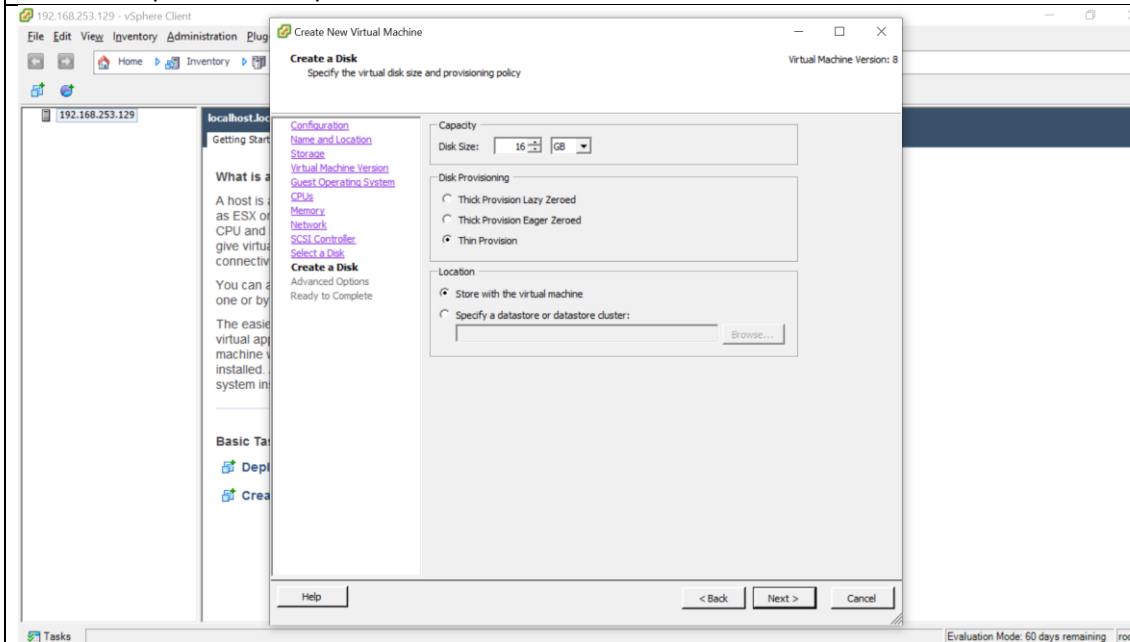 192.168.253.129 - vSphere Client
File Edit View Inventory Administration Plug
Home Inventory
192.168.253.129
localhost.loc
Getting Start
What is a
A host is
as ESX or
CPU and
give virtua
connectiv
You can a
one or by
The easie
virtual app
machine
installed.
system in
Basic Ta
Depl
Crea
Create New Virtual Machine
Create a Disk
Specify the virtual disk size and provisioning policy
Virtual Machine Version: 8
Configuration
Name and Location
Storage
Virtual Machine Version
Guest Operating System
CPUs
Memory
Network
SCSI Controller
Select a Disk
Create a Disk
Advanced Options
Ready to Complete
Capacity
Disk Size: 16 GB
Disk Provisioning
Thick Provision Lazy Zeroed
Thick Provision Eager Zeroed
Thin Provision
Location
Store with the virtual machine
Specify a datastore or datastore cluster:
Browse...
Help
< Back Next > Cancel
Tasks
Evaluation Mode: 60 days remaining